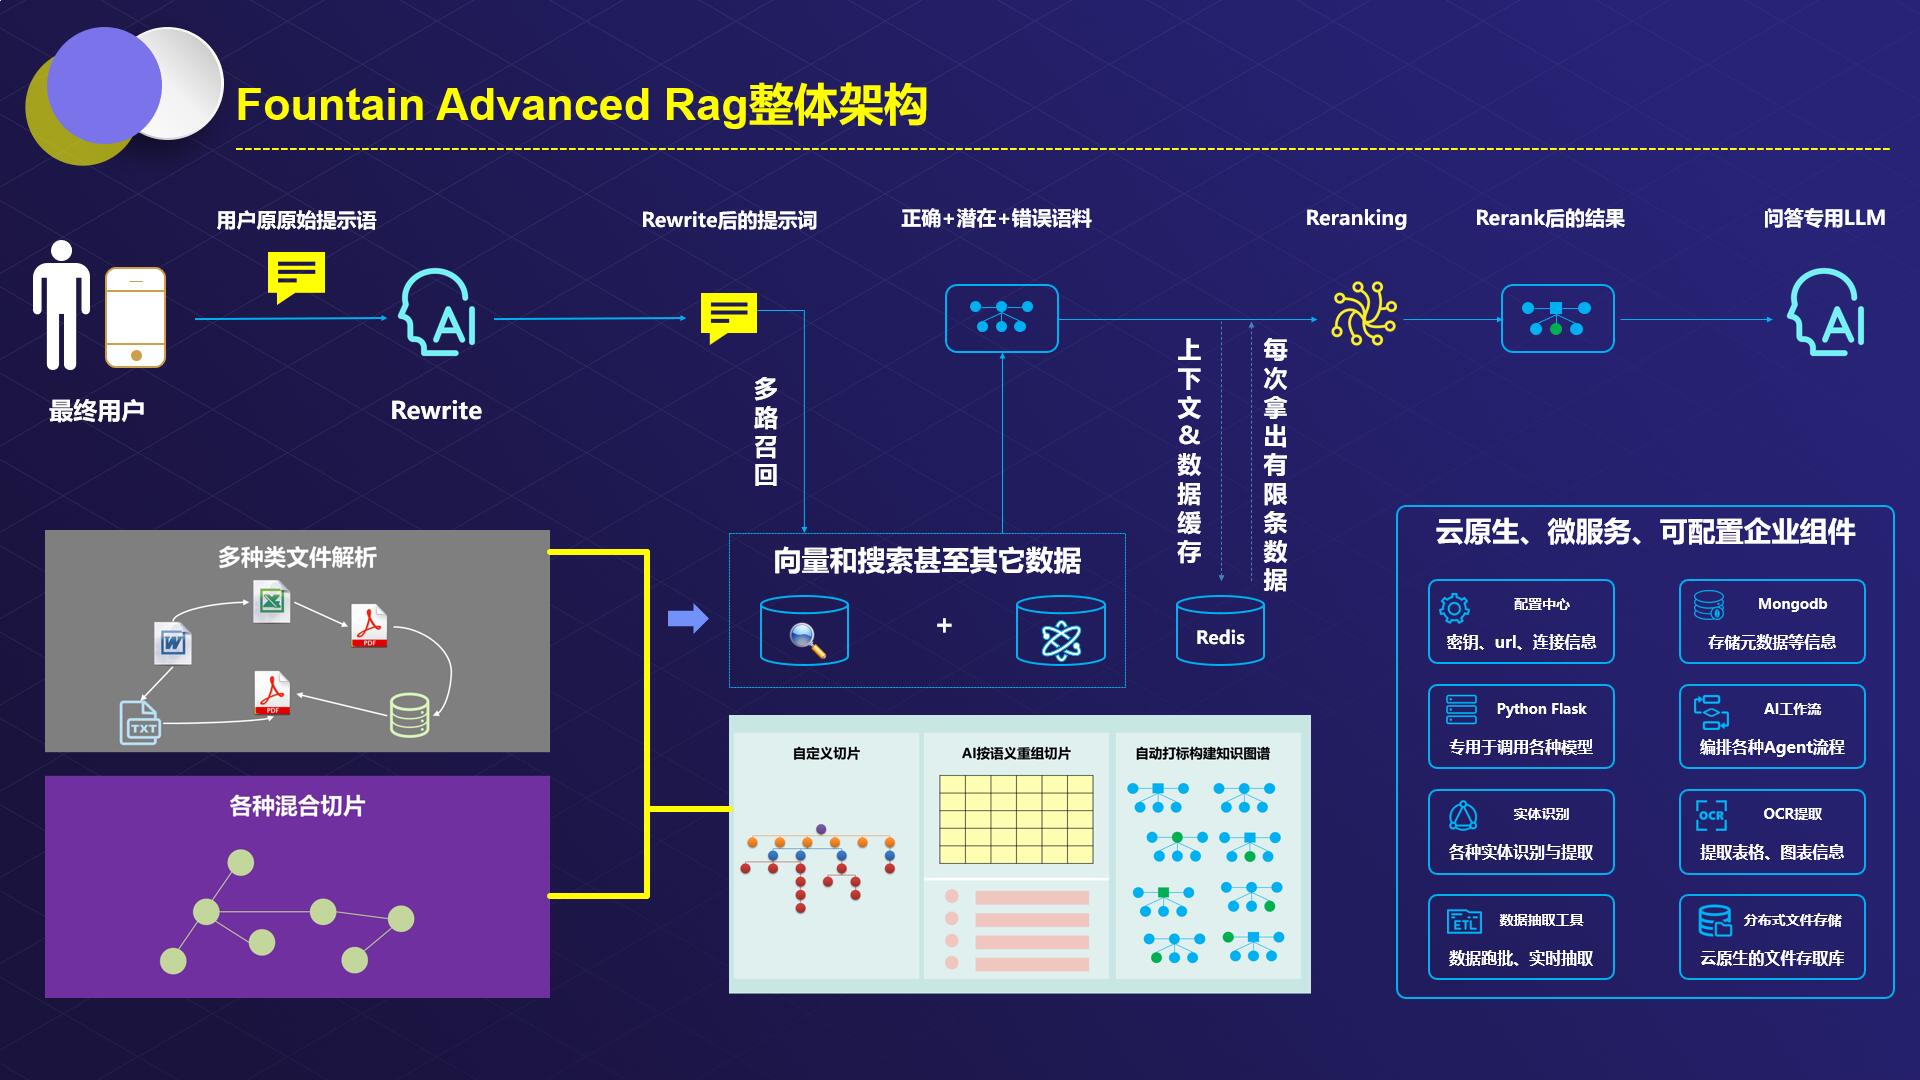 Fountain Advanced Rag整体架构
用户原原始提示语
Rewrite后的提示词
正确+潜在+错误语料
Reranking
Rerank后的结果
问答专用LLM
AI
AI
最终用户
Rewrite
多路召回
上下文&数据缓存
每次拿出有限条数据
多种类文件解析
W
X
PDF
PDF
TXT
各种混合切片
向量和搜索甚至其它数据
+
Redis
自定义切片
AI按语义重组切片
自动打标构建知识图谱
云原生、微服务、可配置企业组件
配置中心
密钥、url、连接信息
Mongodb
存储元数据等信息
Python Flask
专用于调用各种模型
AI工作流
编排各种Agent流程
实体识别
各种实体识别与提取
OCR
OCR提取
提取表格、图表信息
ETL
数据抽取工具
数据跑批、实时抽取
分布式文件存储
云原生的文件存取库